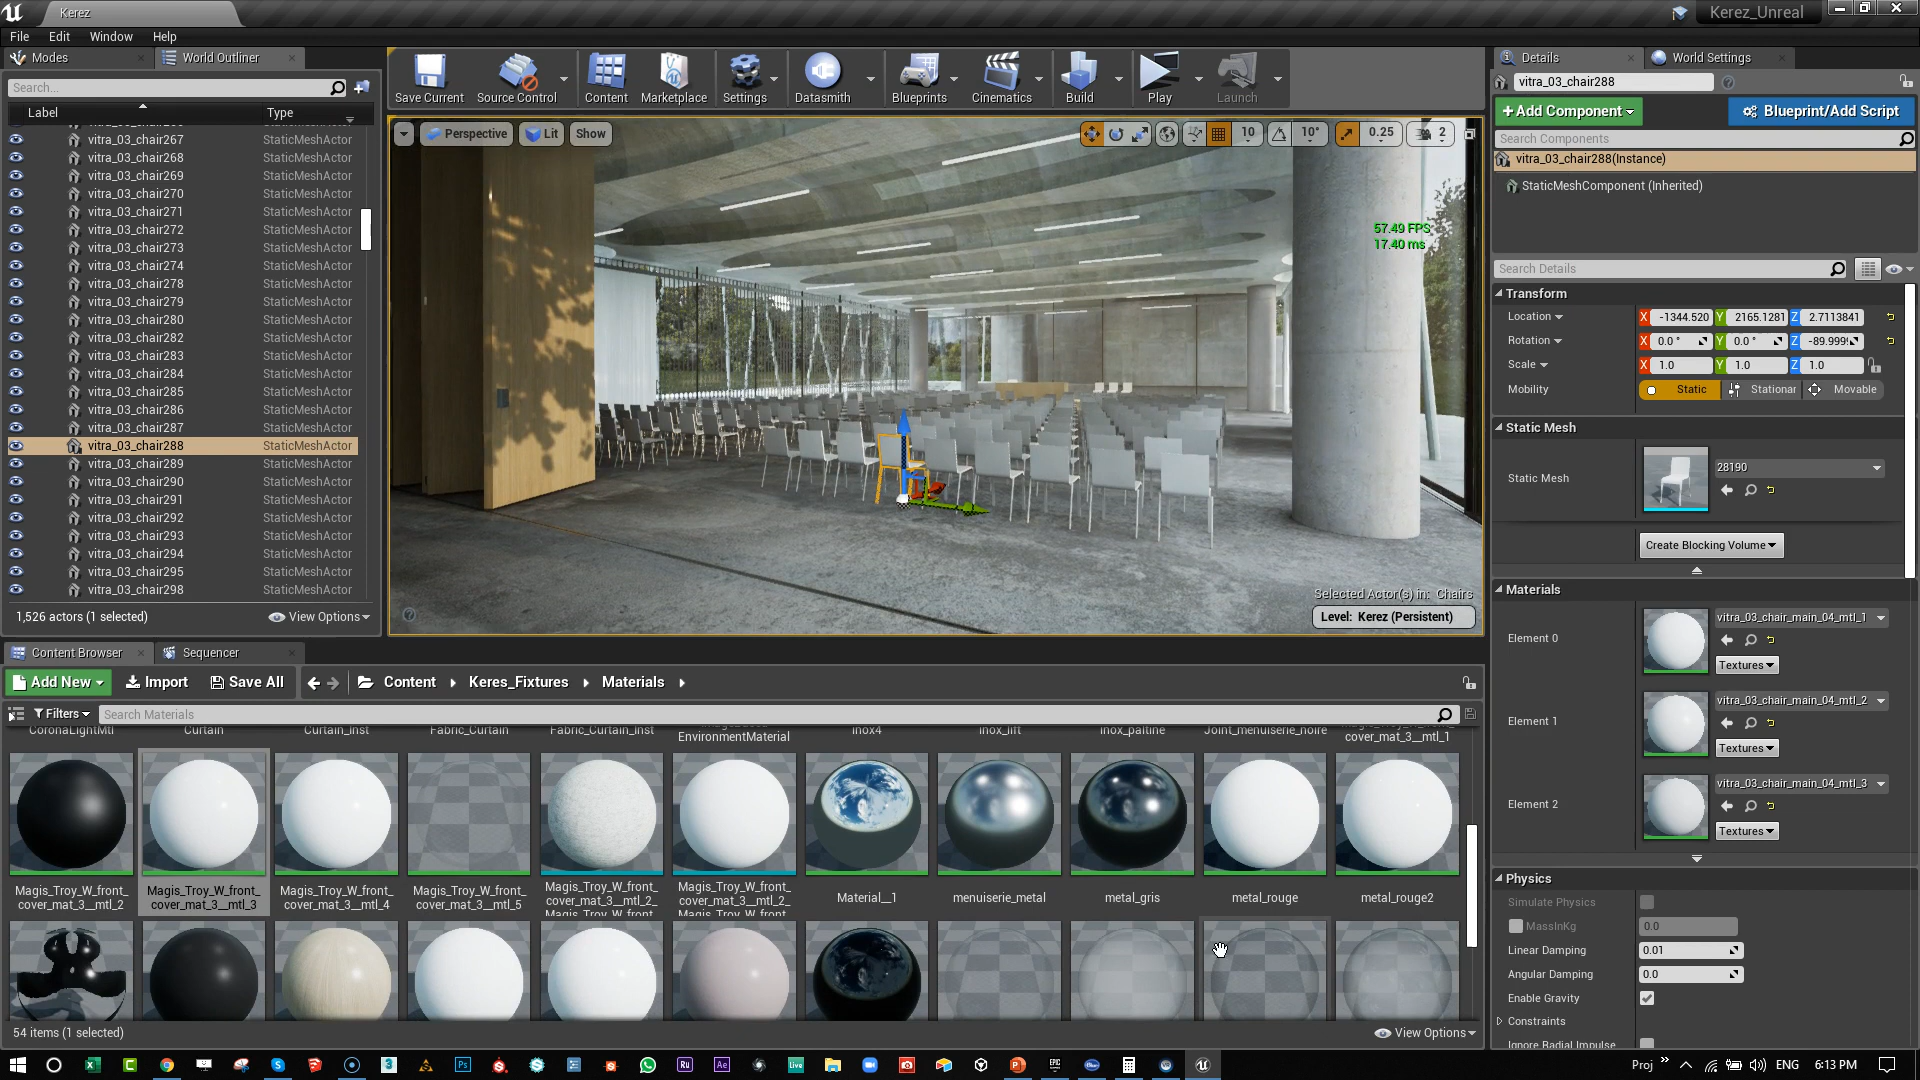 Kerez
Kerez_Unreal
File Edit Window Help
Modes World Outliner
Search...
Label Type
vitra_03_chair267 StaticMeshActor
vitra_03_chair268 StaticMeshActor
vitra_03_chair269 StaticMeshActor
vitra_03_chair270 StaticMeshActor
vitra_03_chair271 StaticMeshActor
vitra_03_chair272 StaticMeshActor
vitra_03_chair273 StaticMeshActor
vitra_03_chair274 StaticMeshActor
vitra_03_chair278 StaticMeshActor
vitra_03_chair279 StaticMeshActor
vitra_03_chair280 StaticMeshActor
vitra_03_chair282 StaticMeshActor
vitra_03_chair283 StaticMeshActor
vitra_03_chair284 StaticMeshActor
vitra_03_chair285 StaticMeshActor
vitra_03_chair286 StaticMeshActor
vitra_03_chair287 StaticMeshActor
vitra_03_chair288 StaticMeshActor
vitra_03_chair289 StaticMeshActor
vitra_03_chair290 StaticMeshActor
vitra_03_chair291 StaticMeshActor
vitra_03_chair292 StaticMeshActor
vitra_03_chair293 StaticMeshActor
vitra_03_chair294 StaticMeshActor
vitra_03_chair295 StaticMeshActor
vitra_03_chair298 StaticMeshActor
1,526 actors (1 selected) View Options
Save Current Source Control Content Marketplace Settings Datasmith Blueprints Cinematics Build Play Launch
Perspective Lit Show 10 10° 0.25 2
57.49 FPS
17.40 ms
Selected Actor(s) in: Chairs
Level: Kerez (Persistent)
Details World Settings
vitra_03_chair288
Add Component Blueprint/Add Script
Search Components
vitra_03_chair288(Instance)
StaticMeshComponent (Inherited)
Search Details
Transform
Location X -1344.520 Y 2165.1281 Z 2.7113841
Rotation X 0.0 ° Y 0.0 ° Z -89.999
Scale X 1.0 Y 1.0 Z 1.0
Mobility Static Stationar Movable
Static Mesh
Static Mesh 28190
Create Blocking Volume
Materials
Element 0 vitra_03_chair_main_04_mtl_1
Textures
Element 1 vitra_03_chair_main_04_mtl_2
Textures
Element 2 vitra_03_chair_main_04_mtl_3
Textures
Physics
Simulate Physics
MassInKg 0.0
Linear Damping 0.01
Angular Damping 0.0
Enable Gravity
Constraints
Ignore Radial Impulse
Content Browser Sequencer
Add New Import Save All Content Keres_Fixtures Materials
Filters Search Materials
CoronaLightMtl Curtain Curtain_Inst Fabric_Curtain Fabric_Curtain_Inst EnvironmentMaterial Inox4 inox_lift inox_paltine Joint_menuiserie_noire cover_mat_3__mtl_1
Magis_Troy_W_front_ cover_mat_3__mtl_2
Magis_Troy_W_front_ cover_mat_3__mtl_3
Magis_Troy_W_front_ cover_mat_3__mtl_4
Magis_Troy_W_front_ cover_mat_3__mtl_5
Magis_Troy_W_front_ cover_mat_3__mtl_2_ Magis_Troy_W_front_
Magis_Troy_W_front_ cover_mat_3__mtl_2_ Magis_Troy_W_front_
Material__1
menuiserie_metal
metal_gris
metal_rouge
metal_rouge2
54 items (1 selected) View Options
Proj ENG 6:13 PM